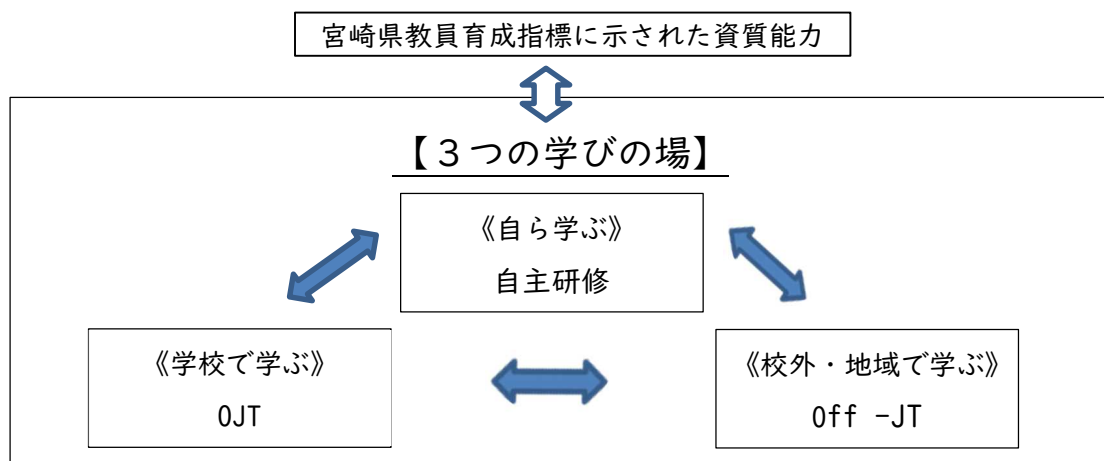 宮崎県教員育成指標に示された資質能力
【３つの学びの場】
《自ら学ぶ》
自主研修
《学校で学ぶ》
OJT
《校外・地域で学ぶ》
Off -JT